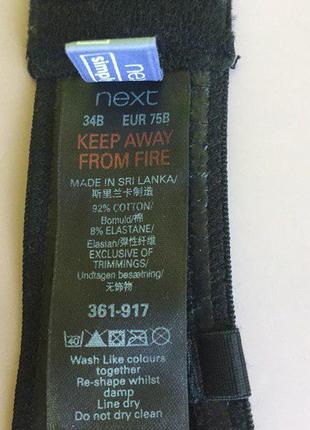 next
simply
next
34B EUR 75B
KEEP AWAY
FROM FIRE
MADE IN SRI LANKA/
斯里兰卡制造
92% COTTON/
Bomuld/棉
8% ELASTANE/
Elastan/弹性纤维
EXCLUSIVE OF
TRIMMINGS/
Undtagen besætning/
无饰物
361-917
40
Wash Like colours
together
Re-shape whilst
damp
Line dry
Do not dry clean